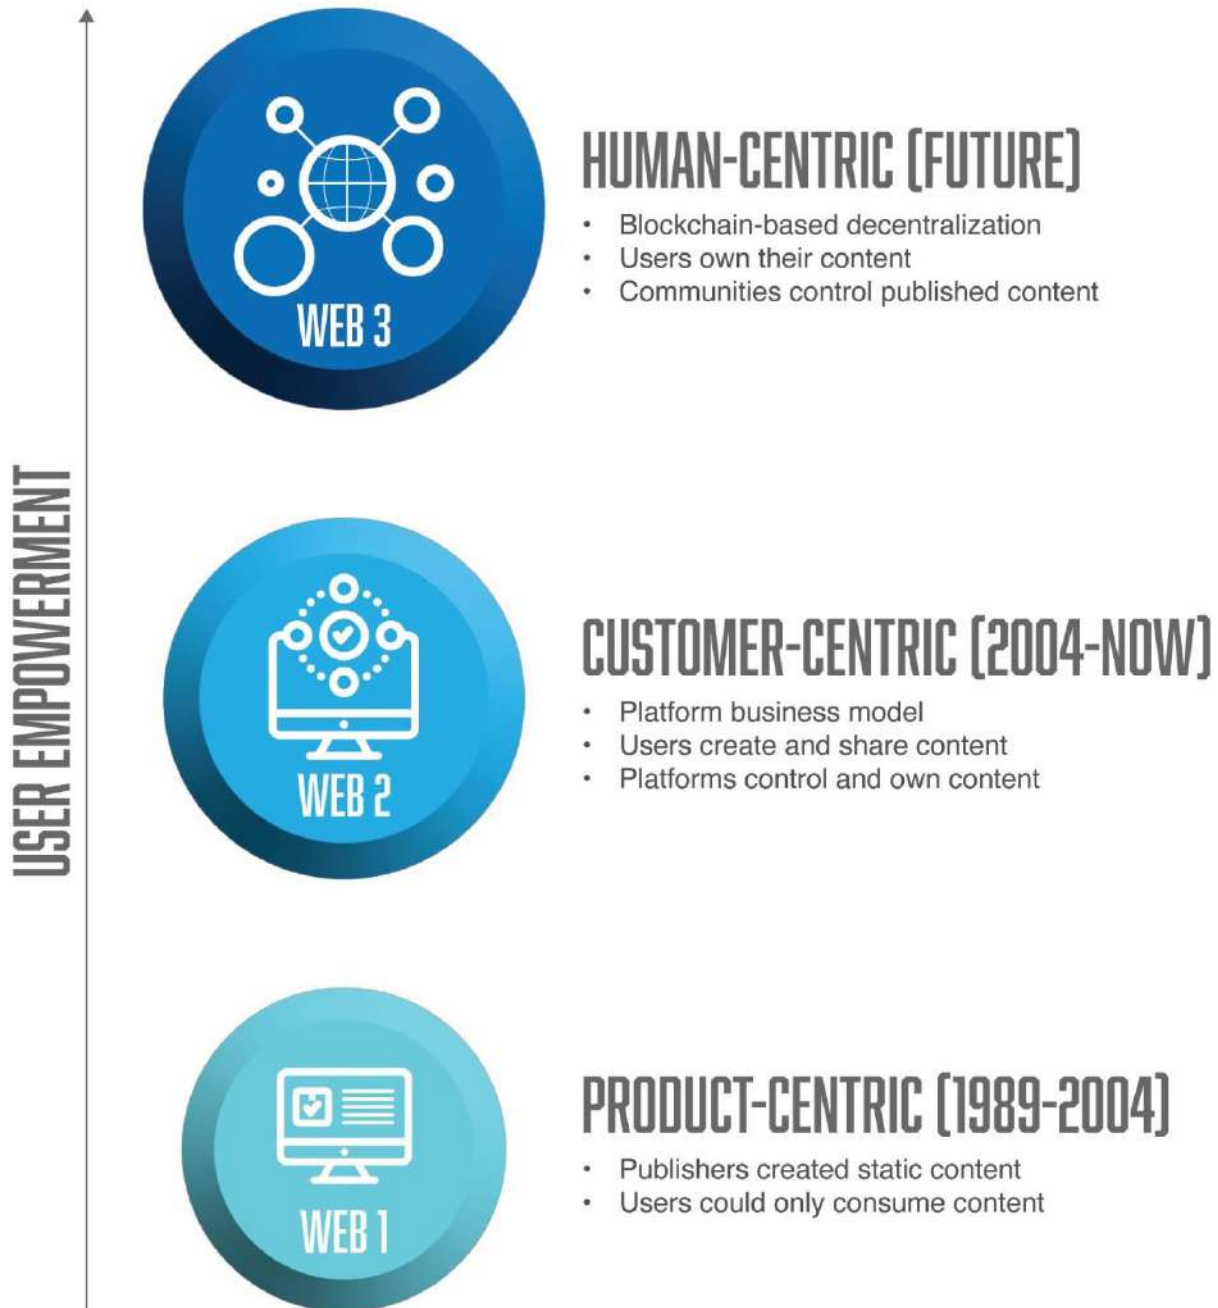 USER EMPOWERMENT
WEB 3
HUMAN-CENTRIC (FUTURE)
• Blockchain-based decentralization
• Users own their content
• Communities control published content
WEB 2
CUSTOMER-CENTRIC (2004-NOW)
• Platform business model
• Users create and share content
• Platforms control and own content
WEB 1
PRODUCT-CENTRIC (1989-2004)
• Publishers created static content
• Users could only consume content